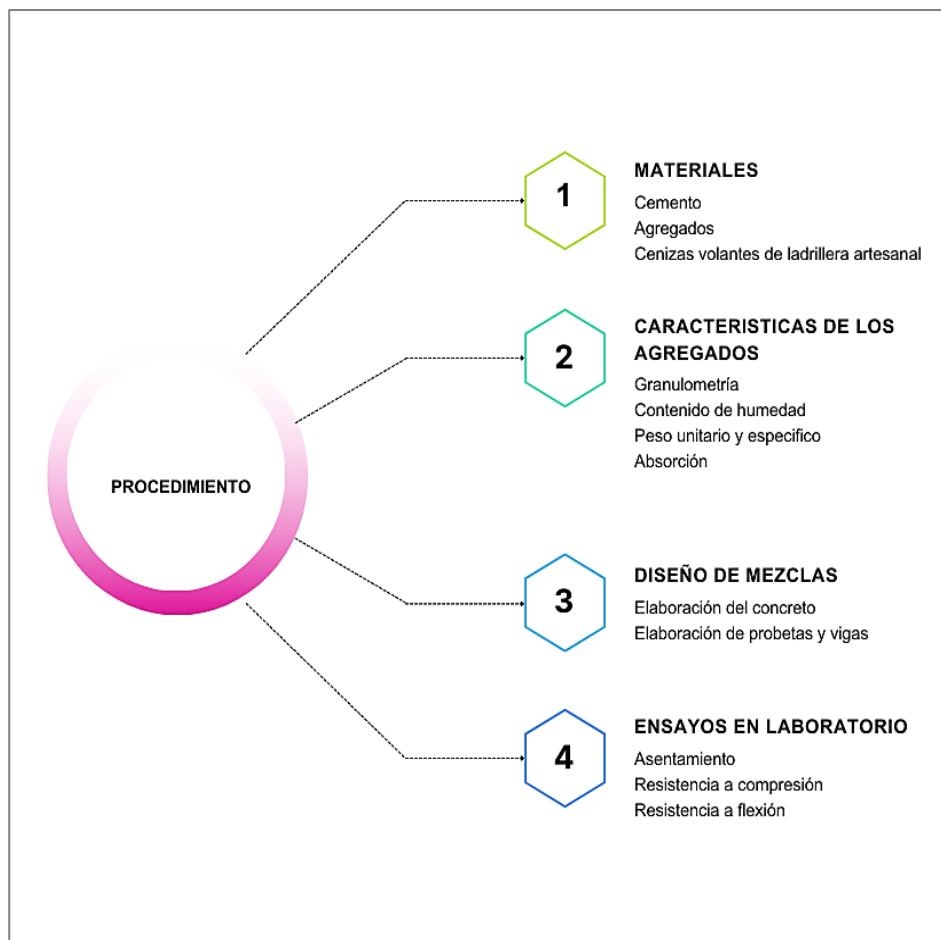 PROCEDIMIENTO
1
MATERIALES
Cemento
Agregados
Cenizas volantes de ladrillera artesanal
2
CARACTERISTICAS DE LOS
AGREGADOS
Granulometría
Contenido de humedad
Peso unitario y especifico
Absorción
3
DISEÑO DE MEZCLAS
Elaboración del concreto
Elaboración de probetas y vigas
4
ENSAYOS EN LABORATORIO
Asentamiento
Resistencia a compresión
Resistencia a flexión